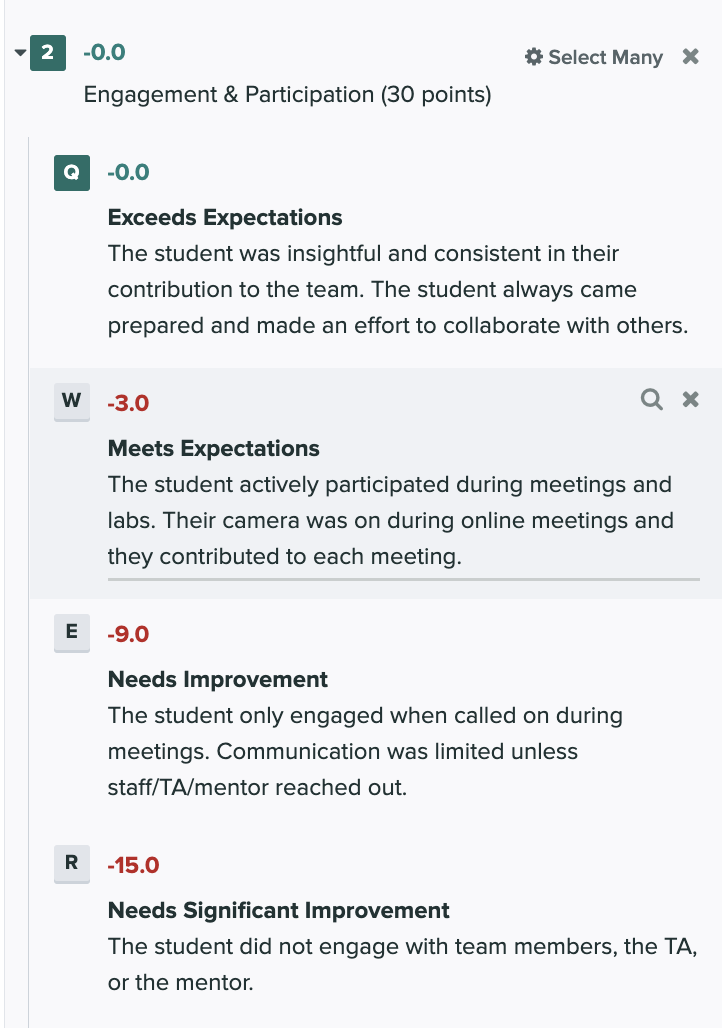 2 -0.0 Select Many
Engagement & Participation (30 points)
Q -0.0
Exceeds Expectations
The student was insightful and consistent in their
contribution to the team. The student always came
prepared and made an effort to collaborate with others.
W -3.0
Meets Expectations
The student actively participated during meetings and
labs. Their camera was on during online meetings and
they contributed to each meeting.
E -9.0
Needs Improvement
The student only engaged when called on during
meetings. Communication was limited unless
staff/TA/mentor reached out.
R -15.0
Needs Significant Improvement
The student did not engage with team members, the TA,
or the mentor.